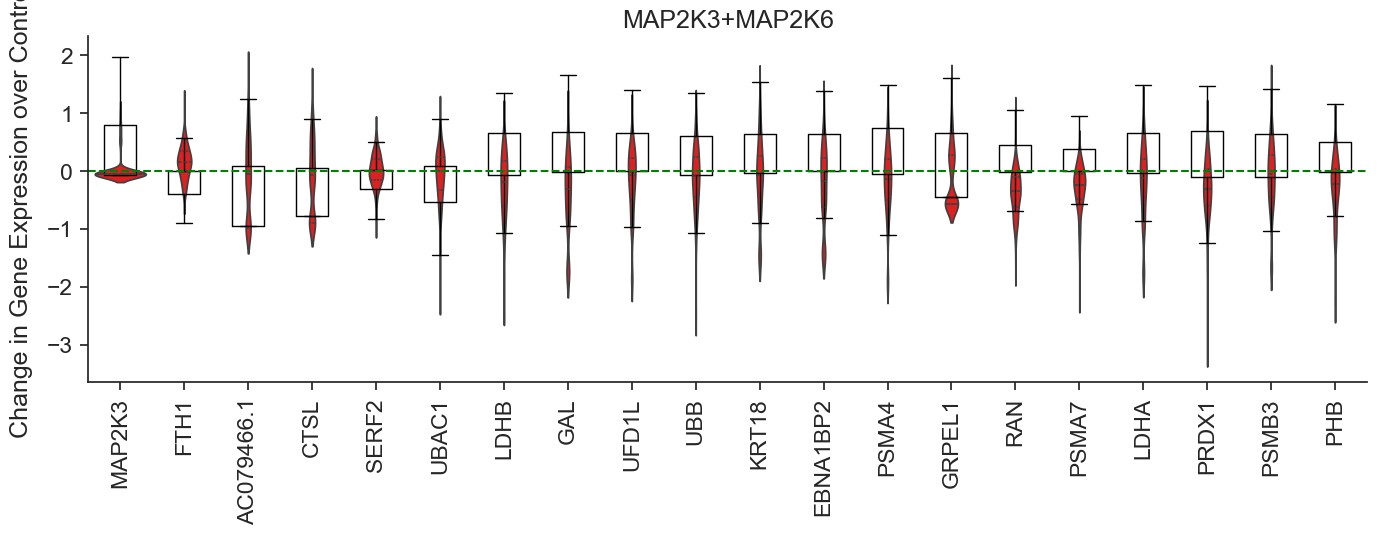 MAP2K3+MAP2K6
Change in Gene Expression over Contro
2
1
0
−1
−2
−3
MAP2K3
FTH1
AC079466.1
CTSL
SERF2
UBAC1
LDHB
GAL
UFD1L
UBB
KRT18
EBNA1BP2
PSMA4
GRPEL1
RAN
PSMA7
LDHA
PRDX1
PSMB3
PHB